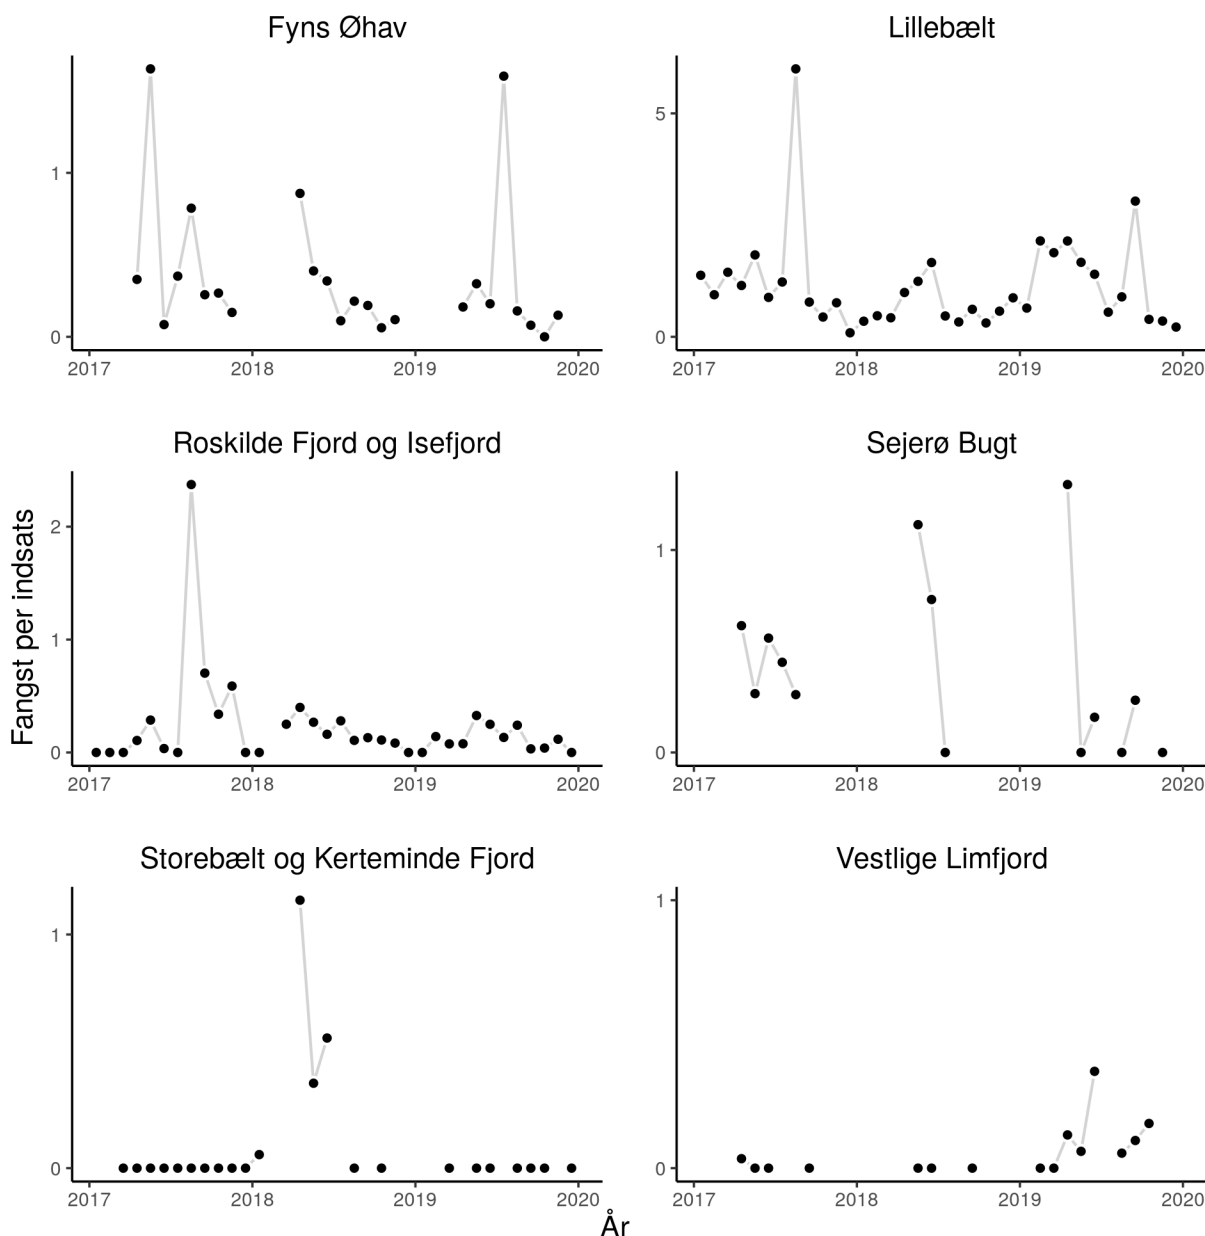 Fyns Øhav
Lillebælt
1
0
2017 2018 2019 2020
5
0
2017 2018 2019 2020
Roskilde Fjord og Isefjord
Sejerø Bugt
Fangst per indsats
2
1
0
2017 2018 2019 2020
1
0
2017 2018 2019 2020
Storebælt og Kerteminde Fjord
Vestlige Limfjord
1
0
2017 2018 2019 2020
1
0
2017 2018 2019 2020
År